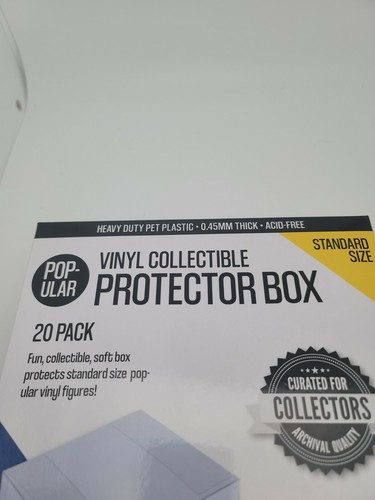 HEAVY DUTY PET PLASTIC • 0.45MM THICK • ACID-FREE
STANDARD
SIZE
POP-
ULAR
VINYL COLLECTIBLE
PROTECTOR BOX
20 PACK
Fun, collectible, soft box
protects standard size pop-
ular vinyl figures!
CURATED FOR
COLLECTORS
ARCHIVAL QUALITY